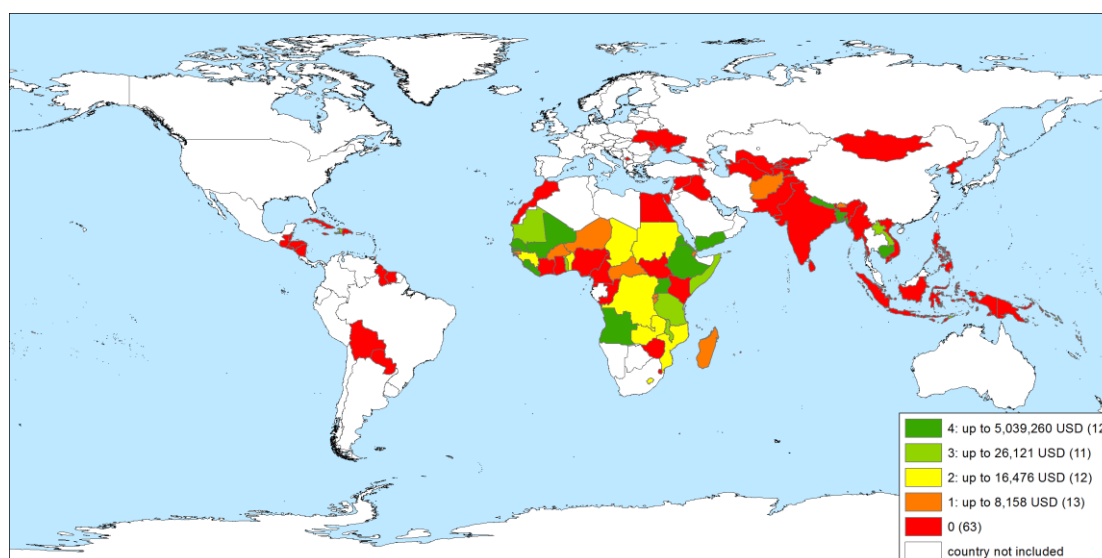 4: up to 5,039,260 USD (12
3: up to 26,121 USD (11)
2: up to 16,476 USD (12)
1: up to 8,158 USD (13)
0 (63)
country not included